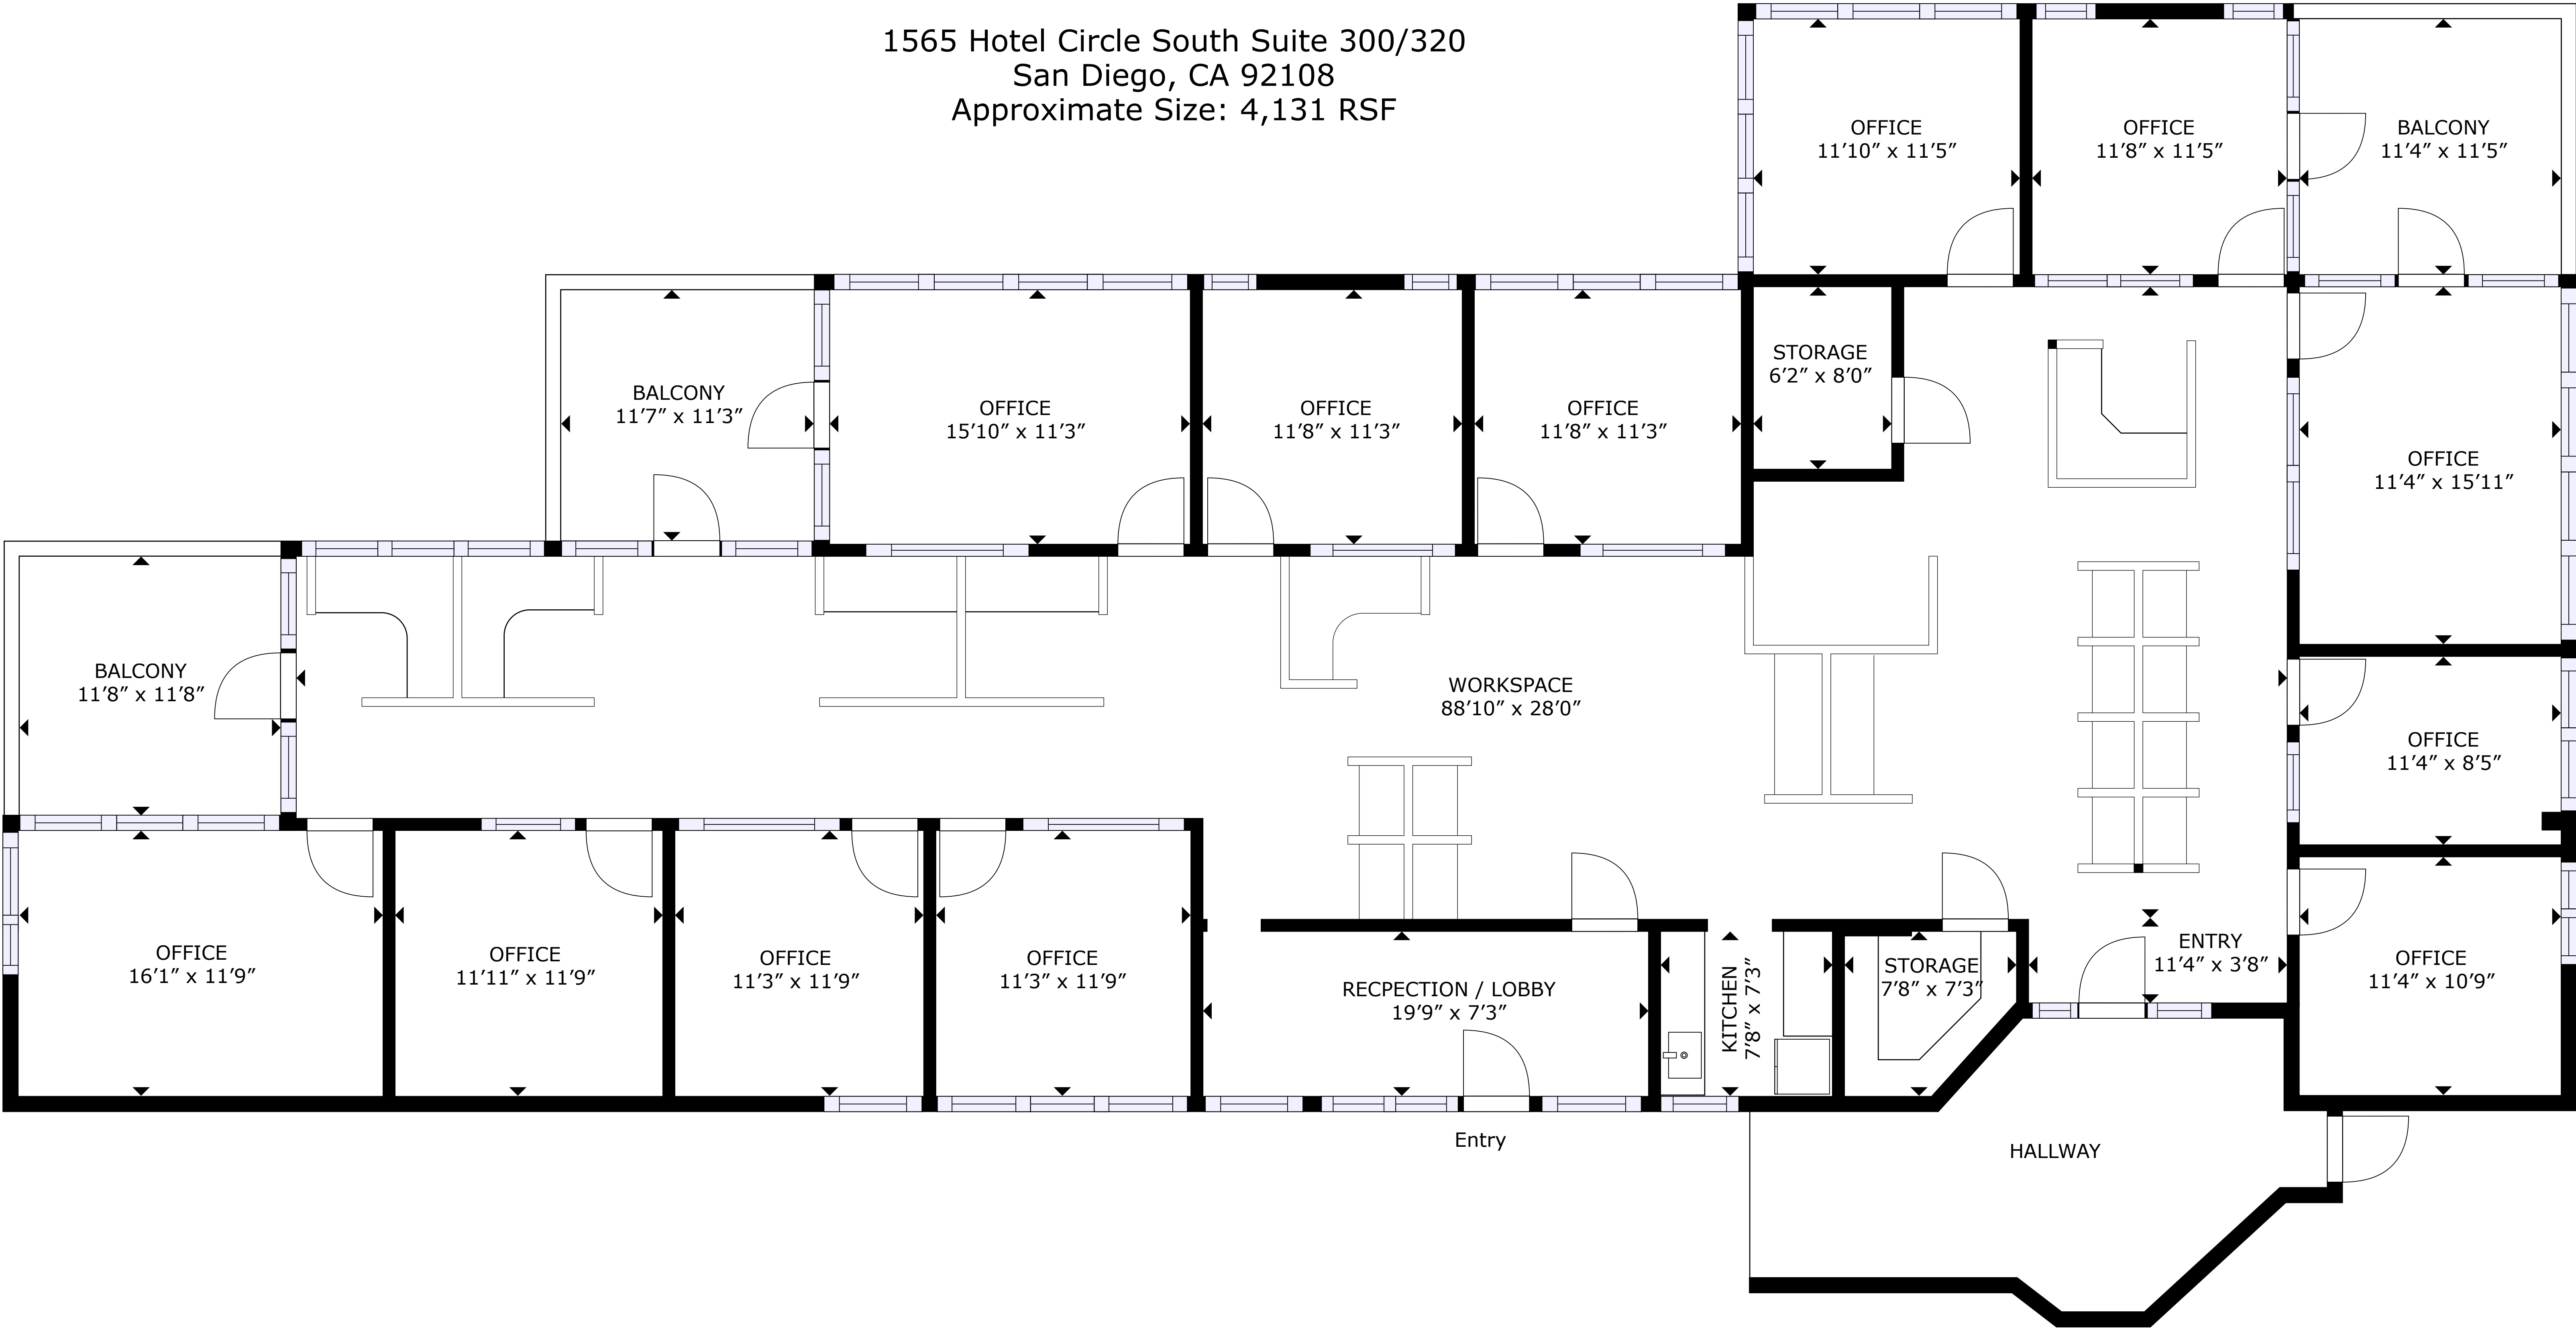 1565 Hotel Circle South Suite 300/320
San Diego, CA 92108
Approximate Size: 4,131 RSF
OFFICE
11′10″ x 11′5″
OFFICE
11′8″ x 11′5″
BALCONY
11′4″ x 11′5″
BALCONY
11′7″ x 11′3″
OFFICE
15′10″ x 11′3″
OFFICE
11′8″ x 11′3″
OFFICE
11′8″ x 11′3″
STORAGE
6′2″ x 8′0″
OFFICE
11′4″ x 15′11″
BALCONY
11′8″ x 11′8″
WORKSPACE
88′10″ x 28′0″
OFFICE
11′4″ x 8′5″
OFFICE
16′1″ x 11′9″
OFFICE
11′11″ x 11′9″
OFFICE
11′3″ x 11′9″
OFFICE
11′3″ x 11′9″
RECPECTION / LOBBY
19′9″ x 7′3″
KITCHEN
7′8″ x 7′3″
STORAGE
7′8″ x 7′3″
ENTRY
11′4″ x 3′8″
OFFICE
11′4″ x 10′9″
Entry
HALLWAY